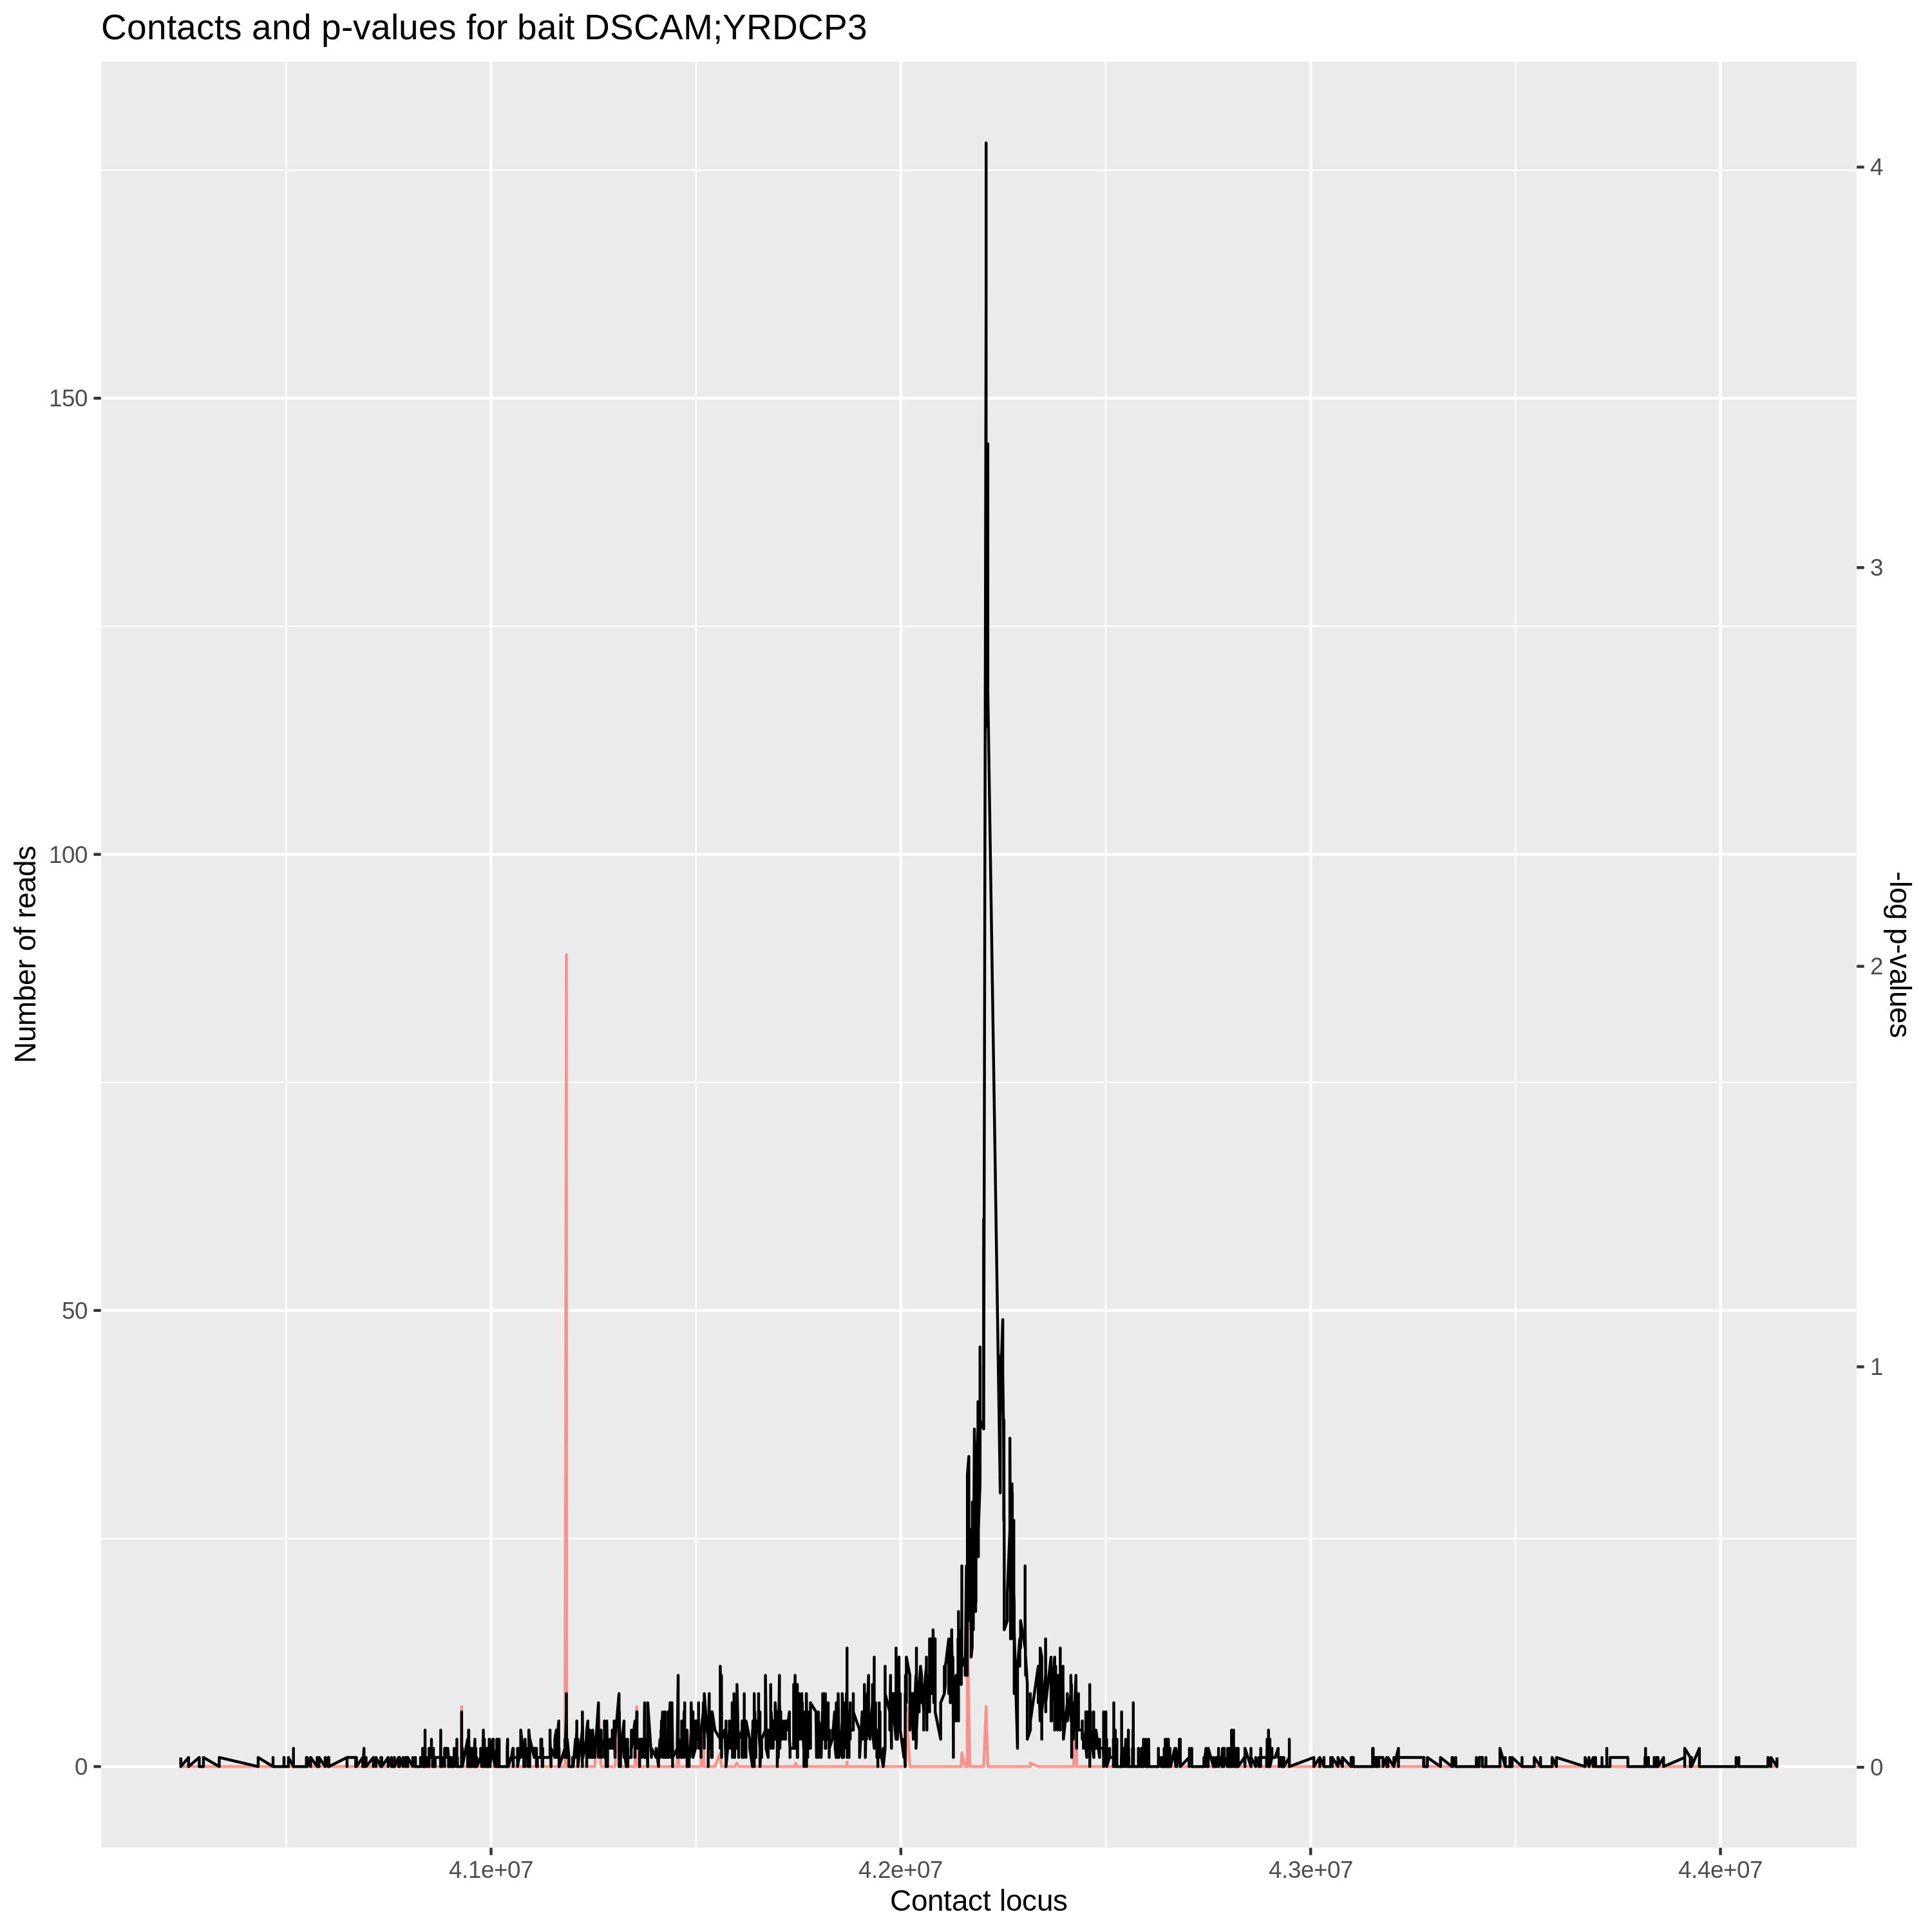 Contacts and p-values for bait DSCAM;YRDCP3
Number of reads
150
100
50
0
4
3
2
1
0
-log p-values
4.1e+07
4.2e+07
4.3e+07
4.4e+07
Contact locus